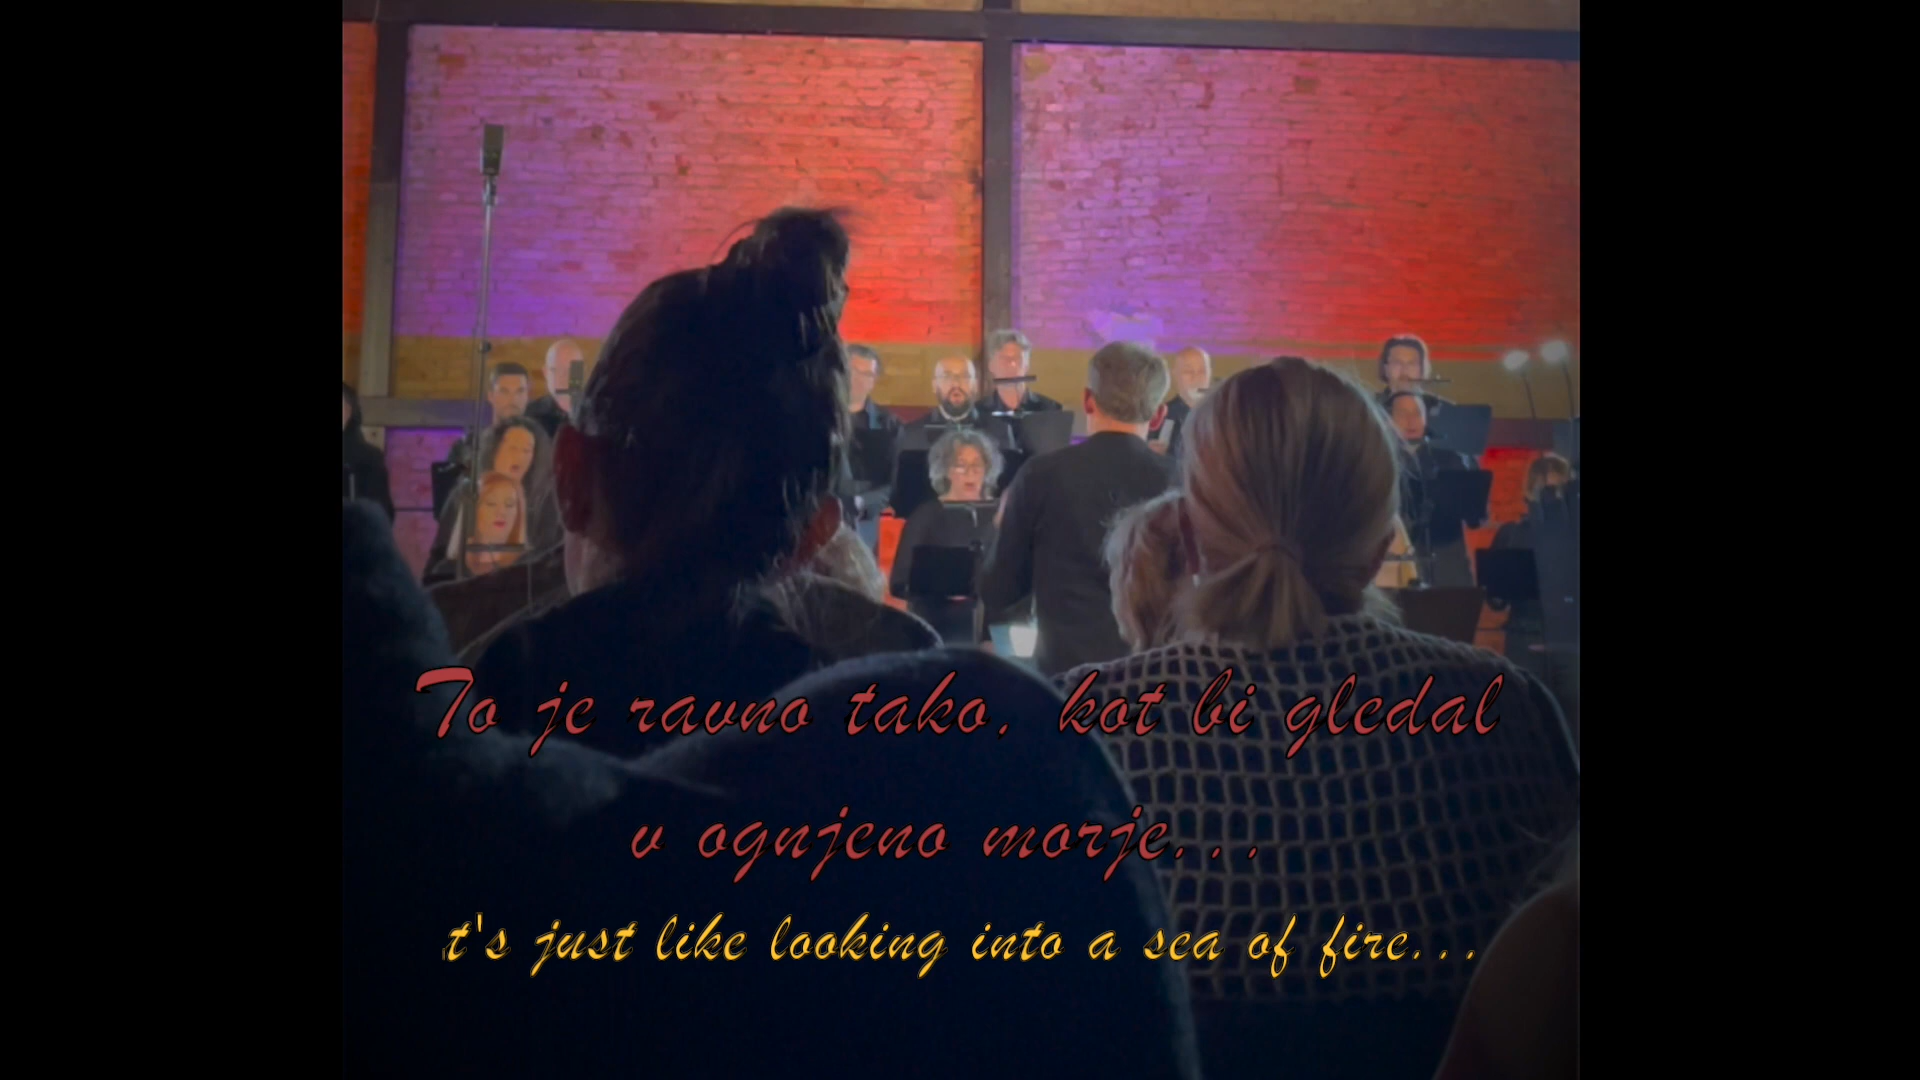 To je ravno tako, kot bi gledal
v ognjeno morje...
t's just like looking into a sea of fire...